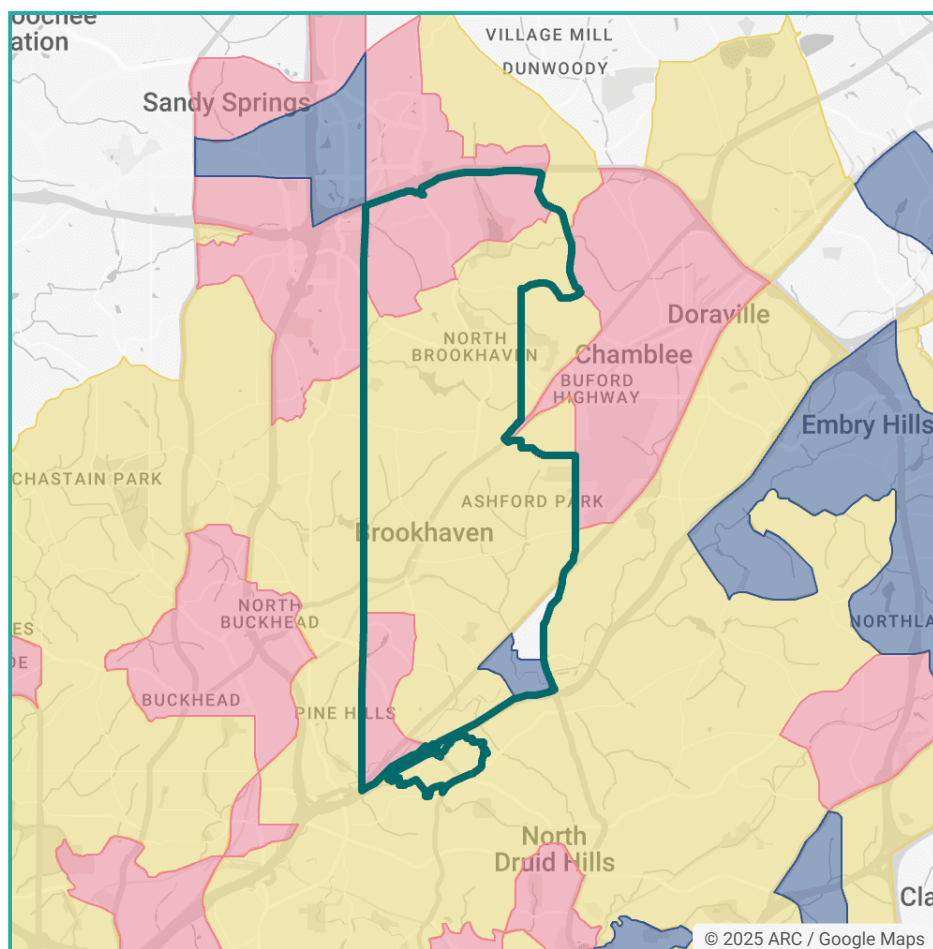 oochee
ation
VILLAGE MILL
DUNWOODY
Sandy Springs
Doraville
NORTH
BROOKHAVEN
Chamblee
BUFORD
HIGHWAY
Embry Hills
CHASTAIN PARK
ASHFORD PARK
Brookhaven
NORTH
BUCKHEAD
ES
DE
NORTHLA
BUCKHEAD
PINE HILLS
North
Druid Hills
Cla
© 2025 ARC / Google Maps